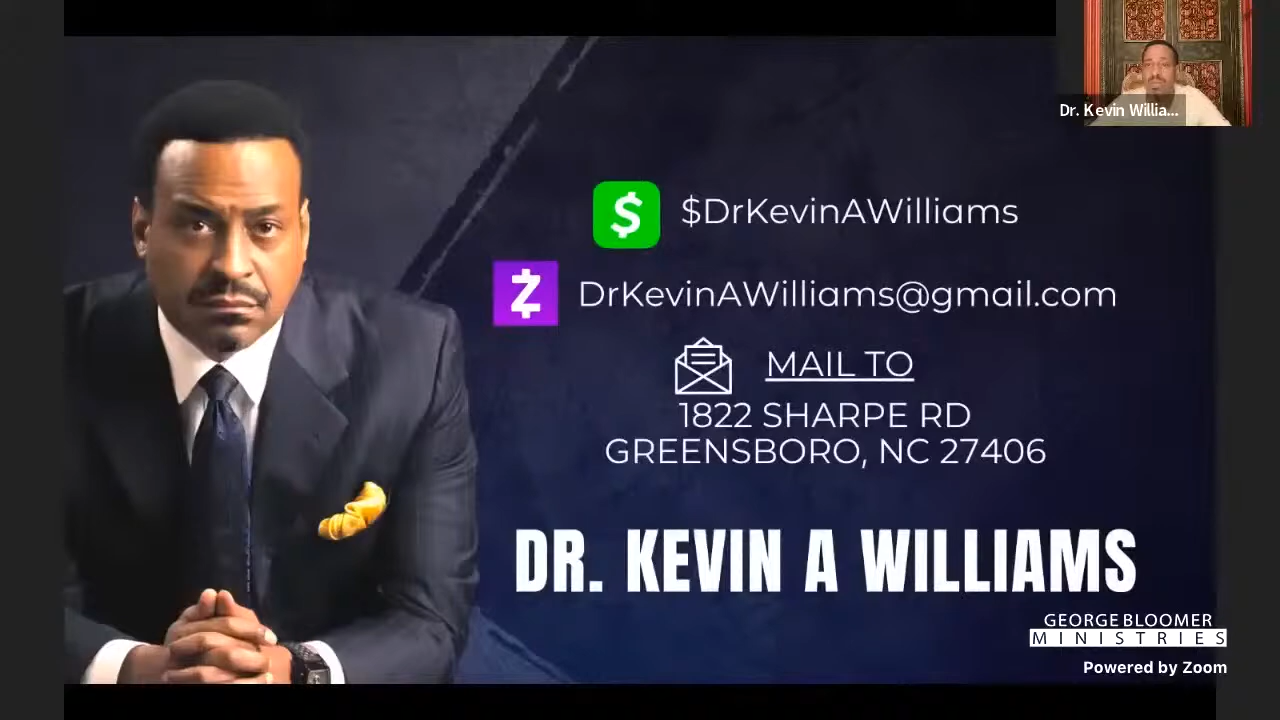 Dr. Kevin Willia...
$DrKevinAWilliams
DrKevinAWilliams@gmail.com
MAIL TO
1822 SHARPE RD
GREENSBORO, NC 27406
DR. KEVIN A WILLIAMS
GEORGE BLOOMER
MINISTRIES
Powered by Zoom